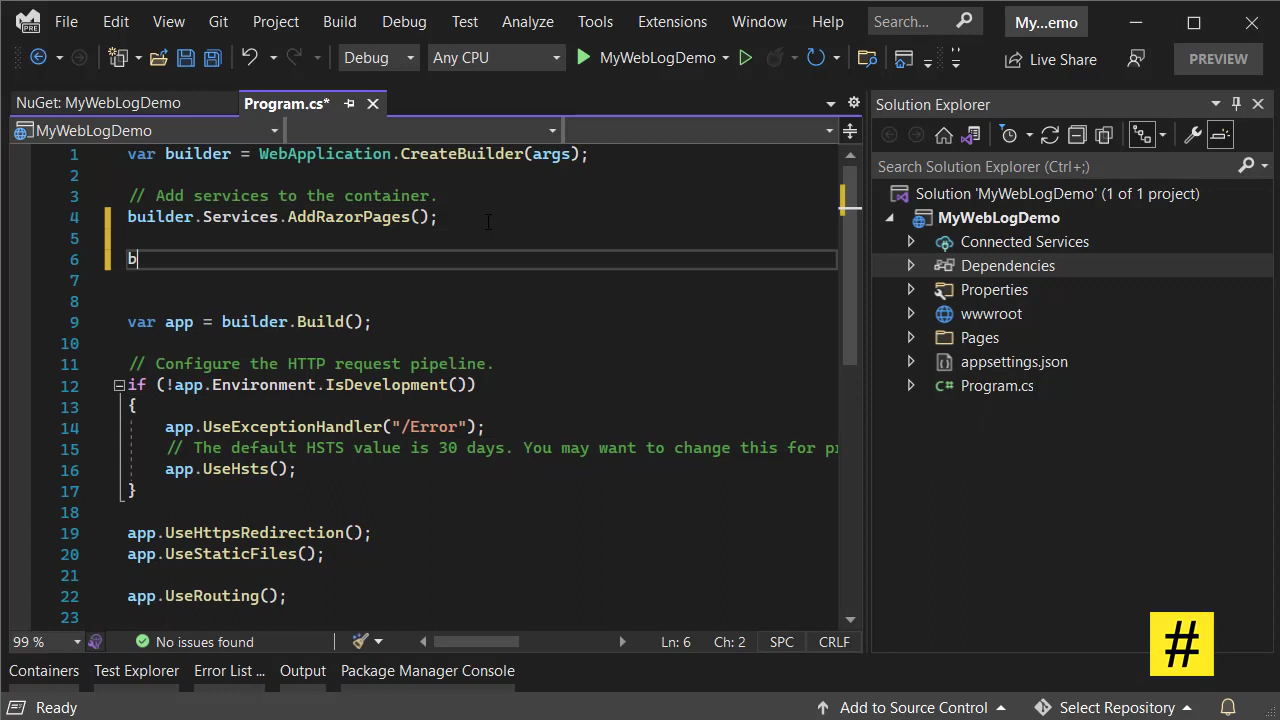 PRE File Edit View Git Project Build Debug Test Analyze Tools Extensions Window Help Search... My...emo
Debug Any CPU MyWebLogDemo Live Share PREVIEW
NuGet: MyWebLogDemo Program.cs*
MyWebLogDemo
1 var builder = WebApplication.CreateBuilder(args);
2
3 // Add services to the container.
4 builder.Services.AddRazorPages();
5
6 b
7
8
9 var app = builder.Build();
10
11 // Configure the HTTP request pipeline.
12 if (!app.Environment.IsDevelopment())
13 {
14 app.UseExceptionHandler("/Error");
15 // The default HSTS value is 30 days. You may want to change this for
16 app.UseHsts();
17 }
18
19 app.UseHttpsRedirection();
20 app.UseStaticFiles();
21
22 app.UseRouting();
23
99 % No issues found Ln: 6 Ch: 2 SPC CRLF
Solution Explorer
Search Solution Explorer (Ctrl+;)
Solution 'MyWebLogDemo' (1 of 1 project)
MyWebLogDemo
Connected Services
Dependencies
Properties
wwwroot
Pages
appsettings.json
C# Program.cs
#
Containers Test Explorer Error List ... Output Package Manager Console
Ready Add to Source Control Select Repository